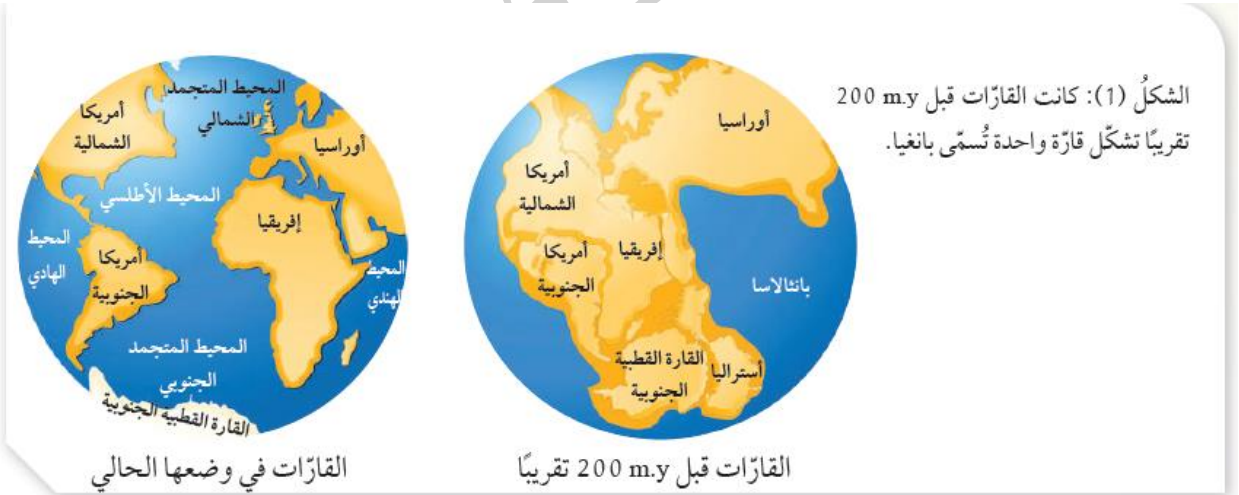 الشكلُ (1): كانت القارّات قبل 200 m.y
تقريبًا تشكّل قارّة واحدة تُسمّى بانغيا.
أوراسيا
أمريكا
الشمالية
أمريكا
الجنوبية
إفريقيا
بانثالاسا
القارة القطبية
الجنوبية
أستراليا
القارّات قبل 200 m.y تقريبًا
المحيط المتجمد
الشمالي
أمريكا
الشمالية
أوراسيا
المحيط الأطلسي
إفريقيا
المحيط
الهادي
أمريكا
الجنوبية
المحيط
الهندي
المحيط المتجمد
الجنوبي
القارة القطبية الجنوبية
القارّات في وضعها الحالي